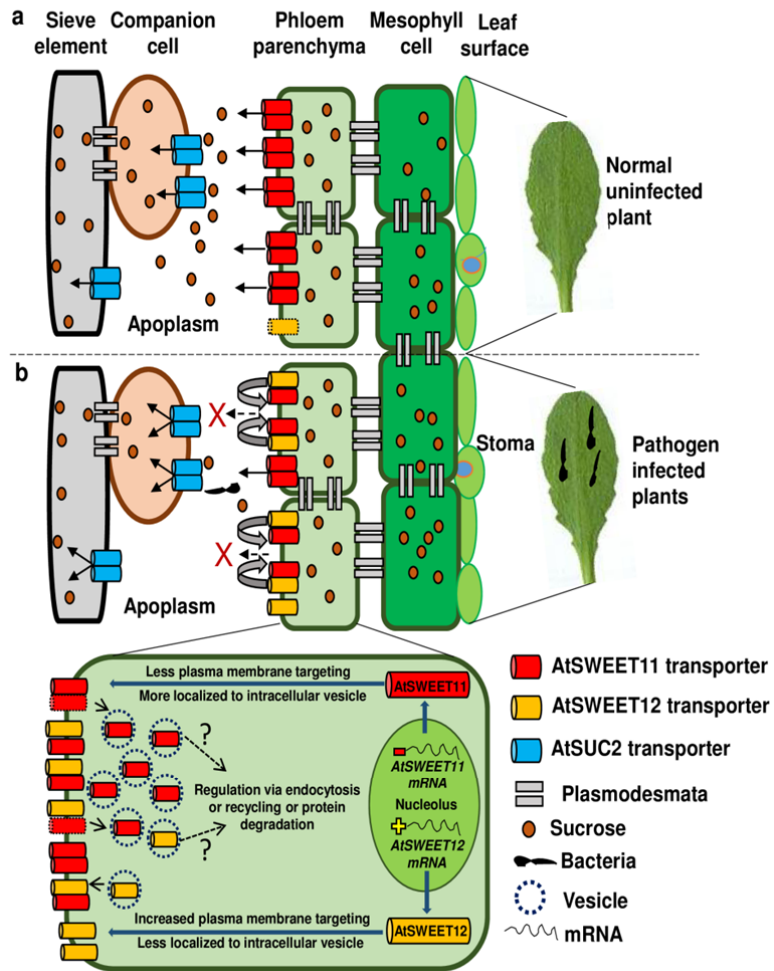 a
Sieve element
Companion cell
Phloem parenchyma
Mesophyll cell
Leaf surface
Normal
uninfected
plant
Apoplasm
b
X
Stoma
Pathogen
infected
plants
X
Apoplasm
Less plasma membrane targeting
More localized to intracellular vesicle
AtSWEET11
?
AtSWEET11
mRNA
Nucleolus
AtSWEET12
mRNA
Regulation via endocytosis
or recycling or protein
degradation
?
Increased plasma membrane targeting
Less localized to intracellular vesicle
AtSWEET12
AtSWEET11 transporter
AtSWEET12 transporter
AtSUC2 transporter
Plasmodesmata
Sucrose
Bacteria
Vesicle
mRNA